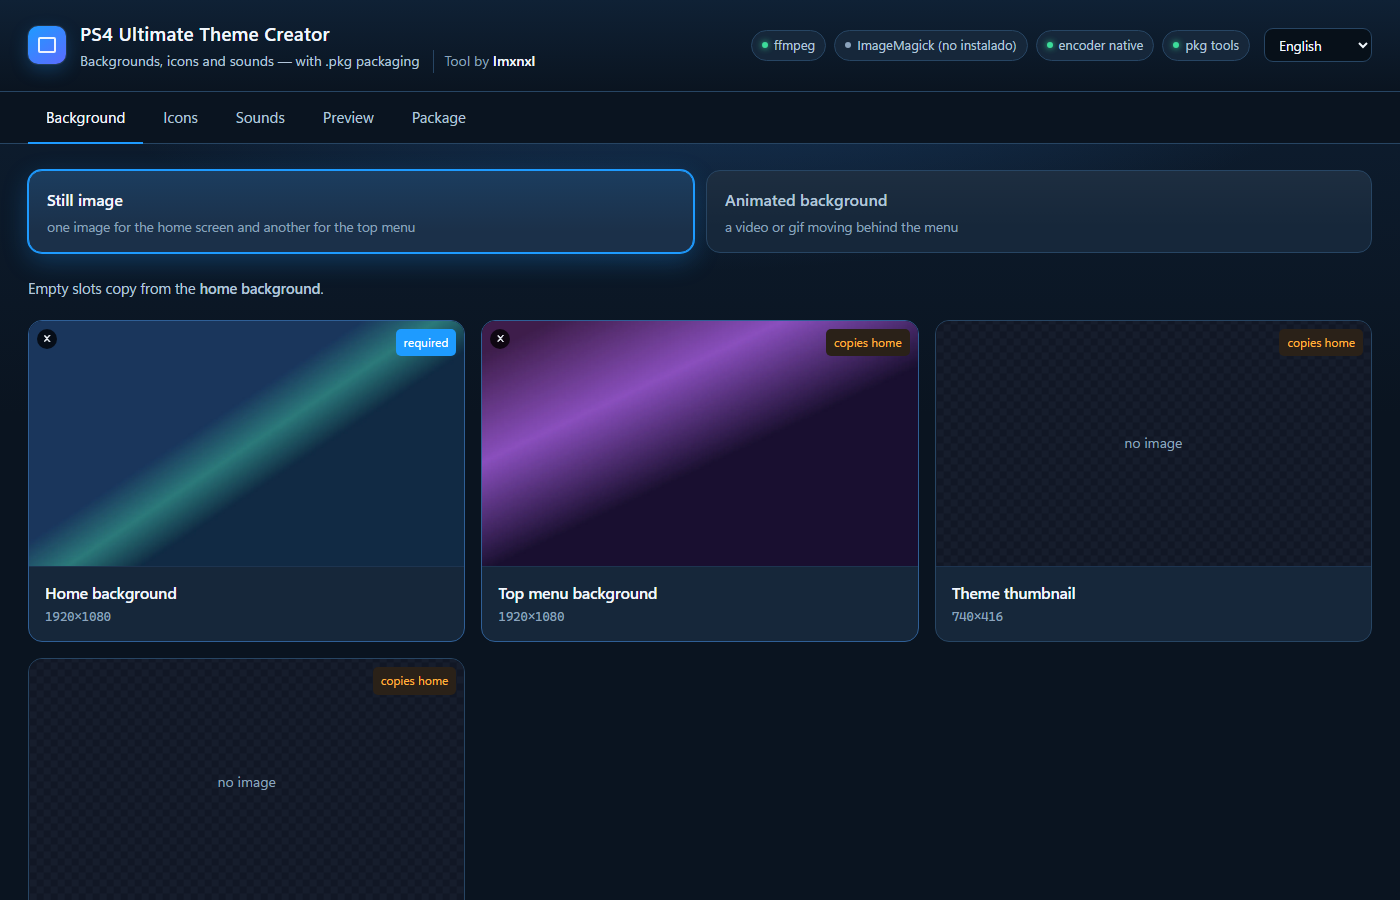 PS4 Ultimate Theme Creator
Backgrounds, icons and sounds — with .pkg packaging
Tool by lmxnxl
ffmpeg
ImageMagick (no instalado)
encoder native
pkg tools
English
Background
Icons
Sounds
Preview
Package
Still image
one image for the home screen and another for the top menu
Animated background
a video or gif moving behind the menu
Empty slots copy from the home background.
required
Home background
1920×1080
copies home
Top menu background
1920×1080
copies home
no image
Theme thumbnail
740×416
copies home
no image